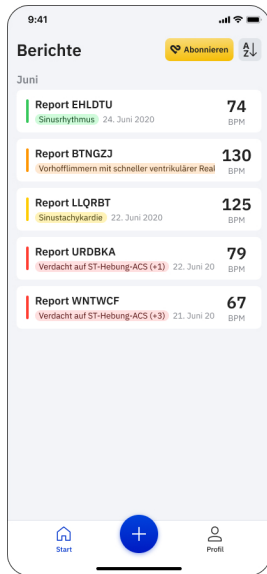 9:41
Berichte
Abonnieren
Juni
Report EHLDTU
74
Sinusrhythmus 24. Juni 2020
BPM
Report BTNGZJ
130
Vorhofflimmern mit schneller ventrikulärer Real
BPM
Report LLQRBT
125
Sinustachykardie 22. Juni 2020
BPM
Report URDBKA
79
Verdacht auf ST-Hebung-ACS (+1) 22. Juni 20
BPM
Report WNTWCF
67
Verdacht auf ST-Hebung-ACS (+3) 21. Juni 20
BPM
Start
Profil